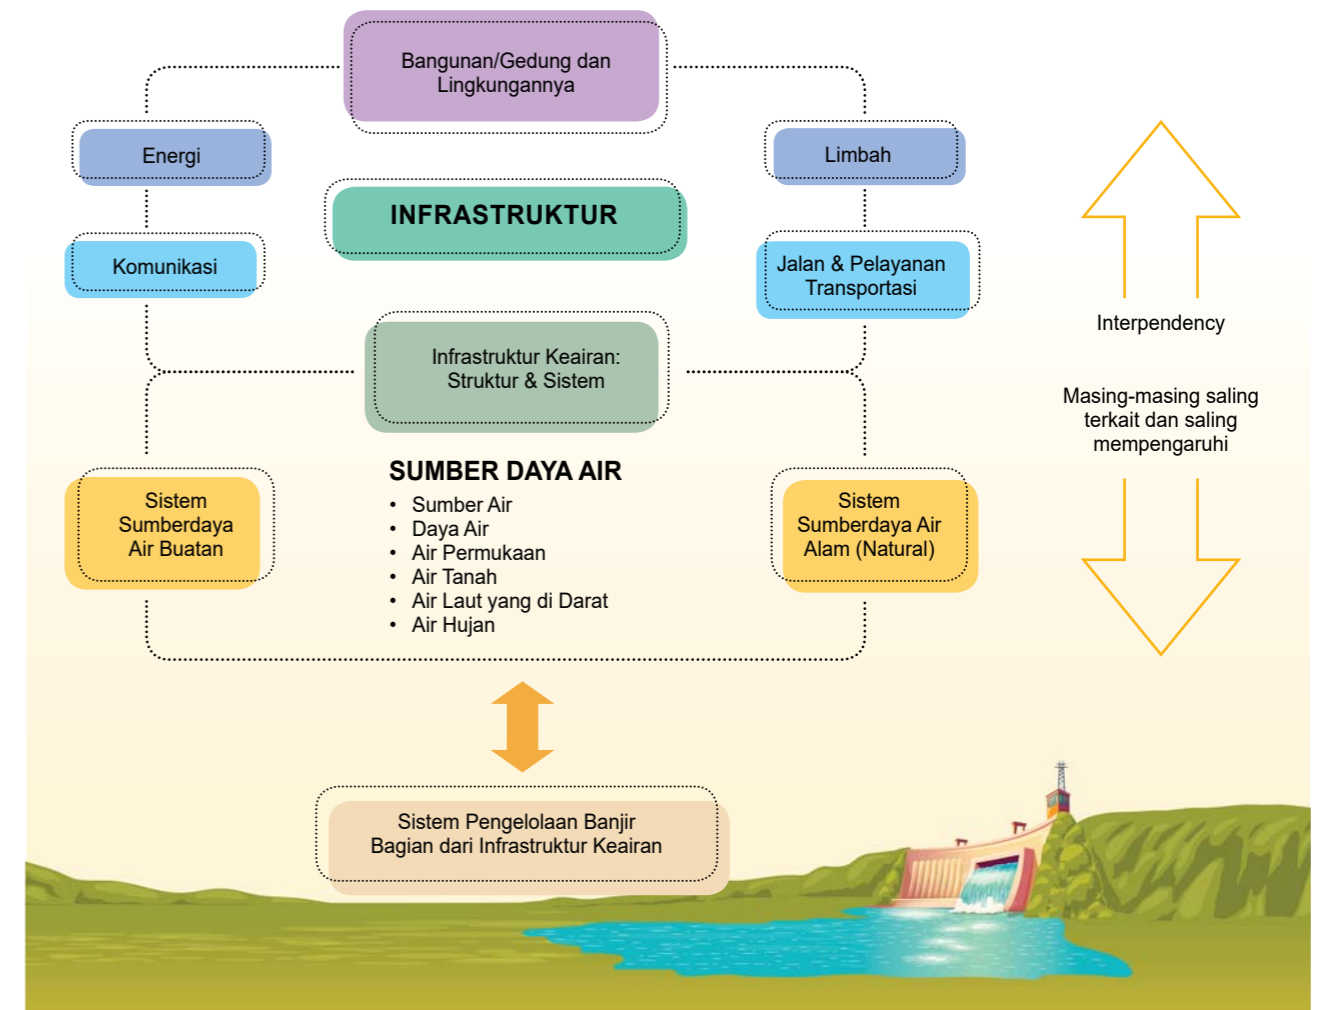 Bangunan/Gedung dan
Lingkungannya
Energi
Limbah
INFRASTRUKTUR
Komunikasi
Jalan & Pelayanan
Transportasi
Infrastruktur Keairan:
Struktur & Sistem
Interpendency
Masing-masing saling
terkait dan saling
mempengaruhi
SUMBER DAYA AIR
• Sumber Air
• Daya Air
• Air Permukaan
• Air Tanah
• Air Laut yang di Darat
• Air Hujan
Sistem
Sumberdaya
Air Buatan
Sistem
Sumberdaya Air
Alam (Natural)
Sistem Pengelolaan Banjir
Bagian dari Infrastruktur Keairan